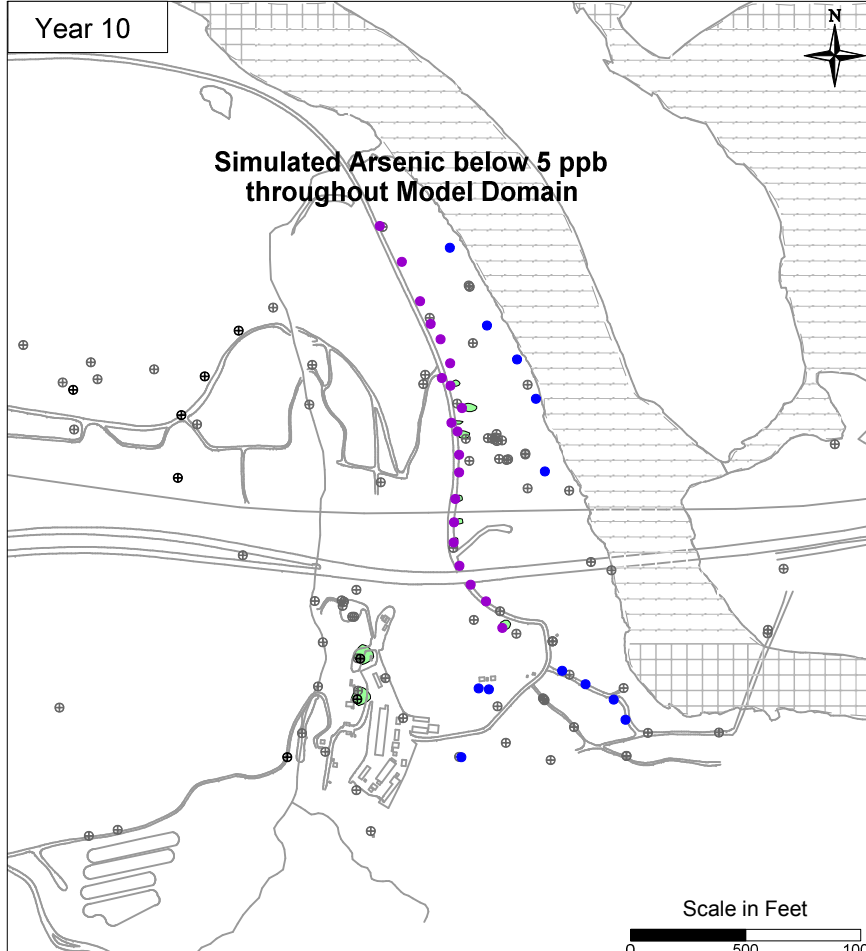 Year 10
N
Simulated Arsenic below 5 ppb
throughout Model Domain
Scale in Feet
0 500